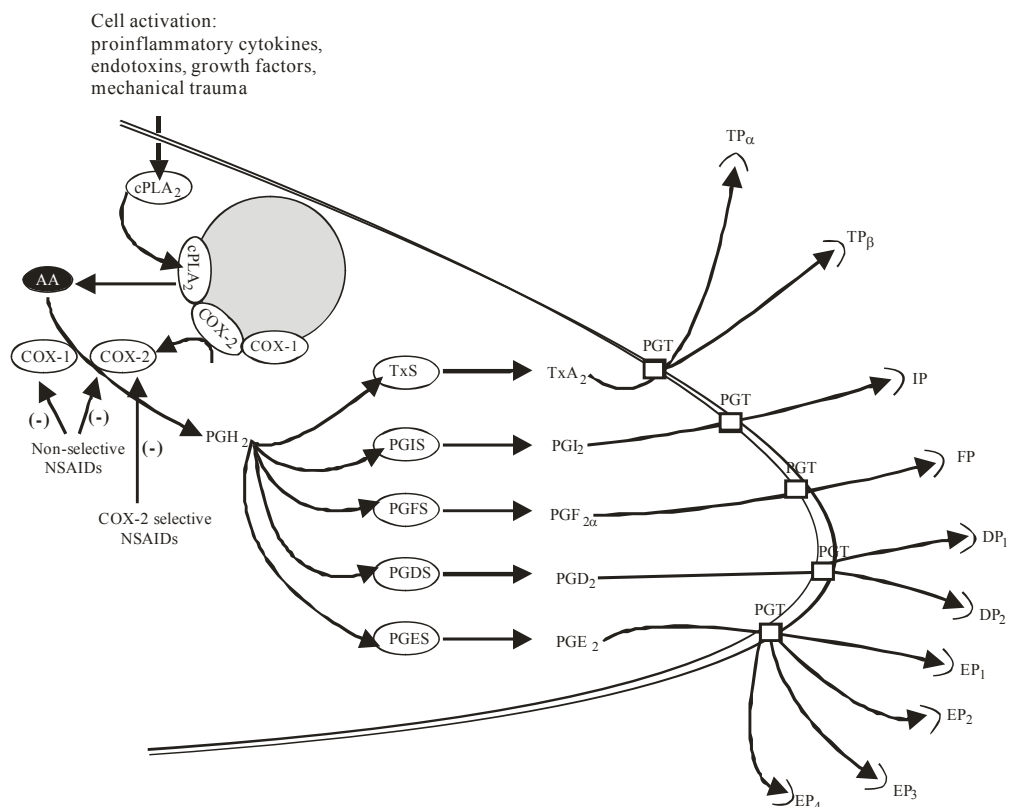 Cell activation:
proinflammatory cytokines,
endotoxins, growth factors,
mechanical trauma
cPLA2
cPLA2
AA
COX-2
COX-1
COX-1
COX-2
(-)
(-)
(-)
Non-selective
NSAIDs
COX-2 selective
NSAIDs
PGH2
TxS
PGIS
PGFS
PGDS
PGES
TxA2
PGI2
PGF2α
PGD2
PGE2
PGT
PGT
PGT
PGT
PGT
TPα
TPβ
IP
FP
DP1
DP2
EP1
EP2
EP3
EP4